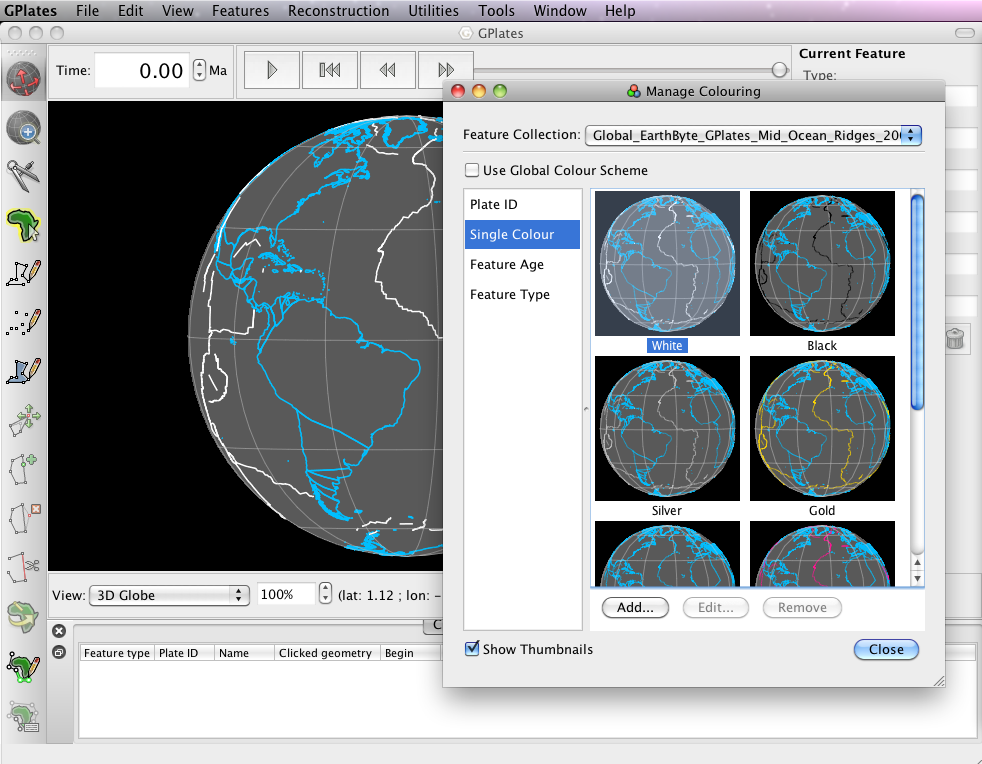 GPlates File Edit View Features Reconstruction Utilities Tools Window Help
GPlates
Time: 0.00 Ma
Current Feature
Type:
Manage Colouring
Feature Collection: Global_EarthByte_GPlates_Mid_Ocean_Ridges_20
Use Global Colour Scheme
Plate ID
Single Colour
Feature Age
Feature Type
White
Black
Silver
Gold
Add...
Edit...
Remove
Show Thumbnails
Close
View: 3D Globe 100% (lat: 1.12 ; lon: –
C
Feature type Plate ID Name Clicked geometry Begin